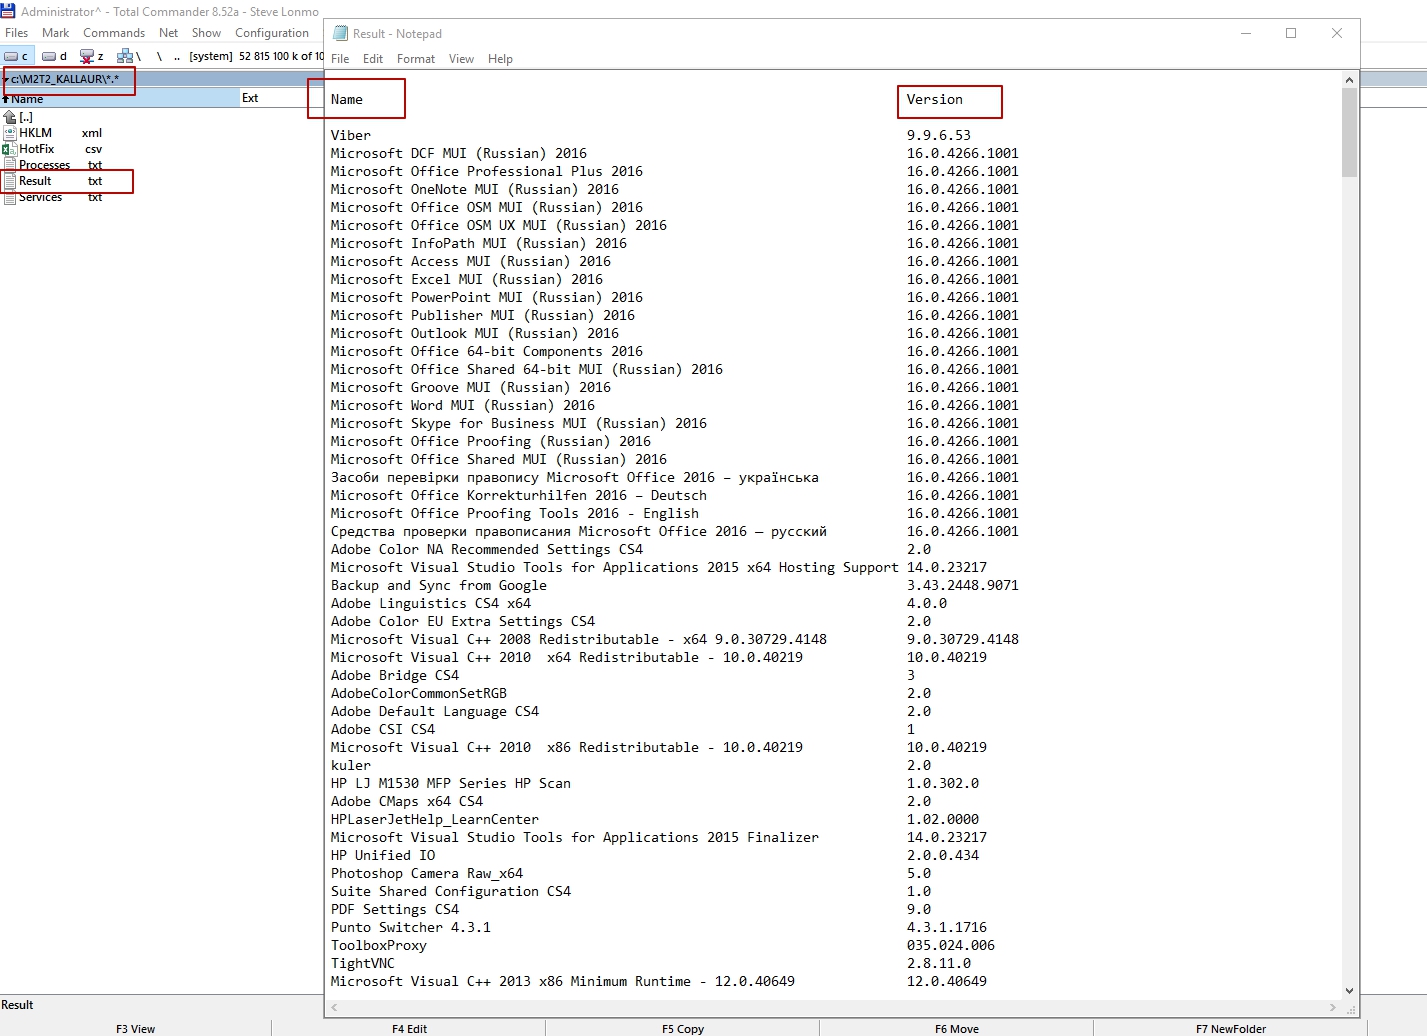 Administrator^ - Total Commander 8.52a - Steve Lonmo
Files Mark Commands Net Show Configuration
c d z \ \ .. [system] 52 815 100 k of 10
c:\M2T2_KALLAUR\*.*
Name Ext
[..]
HKLM xml
HotFix csv
Processes txt
Result txt
Services txt
Result - Notepad
File Edit Format View Help
Name Version
Viber 9.9.6.53
Microsoft DCF MUI (Russian) 2016 16.0.4266.1001
Microsoft Office Professional Plus 2016 16.0.4266.1001
Microsoft OneNote MUI (Russian) 2016 16.0.4266.1001
Microsoft Office OSM MUI (Russian) 2016 16.0.4266.1001
Microsoft Office OSM UX MUI (Russian) 2016 16.0.4266.1001
Microsoft InfoPath MUI (Russian) 2016 16.0.4266.1001
Microsoft Access MUI (Russian) 2016 16.0.4266.1001
Microsoft Excel MUI (Russian) 2016 16.0.4266.1001
Microsoft PowerPoint MUI (Russian) 2016 16.0.4266.1001
Microsoft Publisher MUI (Russian) 2016 16.0.4266.1001
Microsoft Outlook MUI (Russian) 2016 16.0.4266.1001
Microsoft Office 64-bit Components 2016 16.0.4266.1001
Microsoft Office Shared 64-bit MUI (Russian) 2016 16.0.4266.1001
Microsoft Groove MUI (Russian) 2016 16.0.4266.1001
Microsoft Word MUI (Russian) 2016 16.0.4266.1001
Microsoft Skype for Business MUI (Russian) 2016 16.0.4266.1001
Microsoft Office Proofing (Russian) 2016 16.0.4266.1001
Microsoft Office Shared MUI (Russian) 2016 16.0.4266.1001
Засоби перевірки правопису Microsoft Office 2016 – українська 16.0.4266.1001
Microsoft Office Korrekturhilfen 2016 – Deutsch 16.0.4266.1001
Microsoft Office Proofing Tools 2016 - English 16.0.4266.1001
Средства проверки правописания Microsoft Office 2016 — русский 16.0.4266.1001
Adobe Color NA Recommended Settings CS4 2.0
Microsoft Visual Studio Tools for Applications 2015 x64 Hosting Support 14.0.23217
Backup and Sync from Google 3.43.2448.9071
Adobe Linguistics CS4 x64 4.0.0
Adobe Color EU Extra Settings CS4 2.0
Microsoft Visual C++ 2008 Redistributable - x64 9.0.30729.4148 9.0.30729.4148
Microsoft Visual C++ 2010  x64 Redistributable - 10.0.40219 10.0.40219
Adobe Bridge CS4 3
AdobeColorCommonSetRGB 2.0
Adobe Default Language CS4 2.0
Adobe CSI CS4 1
Microsoft Visual C++ 2010  x86 Redistributable - 10.0.40219 10.0.40219
kuler 2.0
HP LJ M1530 MFP Series HP Scan 1.0.302.0
Adobe CMaps x64 CS4 2.0
HPLaserJetHelp_LearnCenter 1.02.0000
Microsoft Visual Studio Tools for Applications 2015 Finalizer 14.0.23217
HP Unified IO 2.0.0.434
Photoshop Camera Raw_x64 5.0
Suite Shared Configuration CS4 1.0
PDF Settings CS4 9.0
Punto Switcher 4.3.1 4.3.1.1716
ToolboxProxy 035.024.006
TightVNC 2.8.11.0
Microsoft Visual C++ 2013 x86 Minimum Runtime - 12.0.40649 12.0.40649
Result
F3 View F4 Edit F5 Copy F6 Move F7 NewFolder